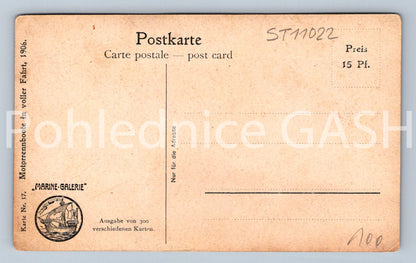 Postkarte
Carte postale — post card
ST11022
Preis
15 Pf.
Karte Nr. 17. Motorrennboote in voller Fahrt, 1906.
Nur für die Adresse
„MARINE-GALERIE"
Ausgabe von 300
verschiedenen Karten.
100
Pohlednice GASH